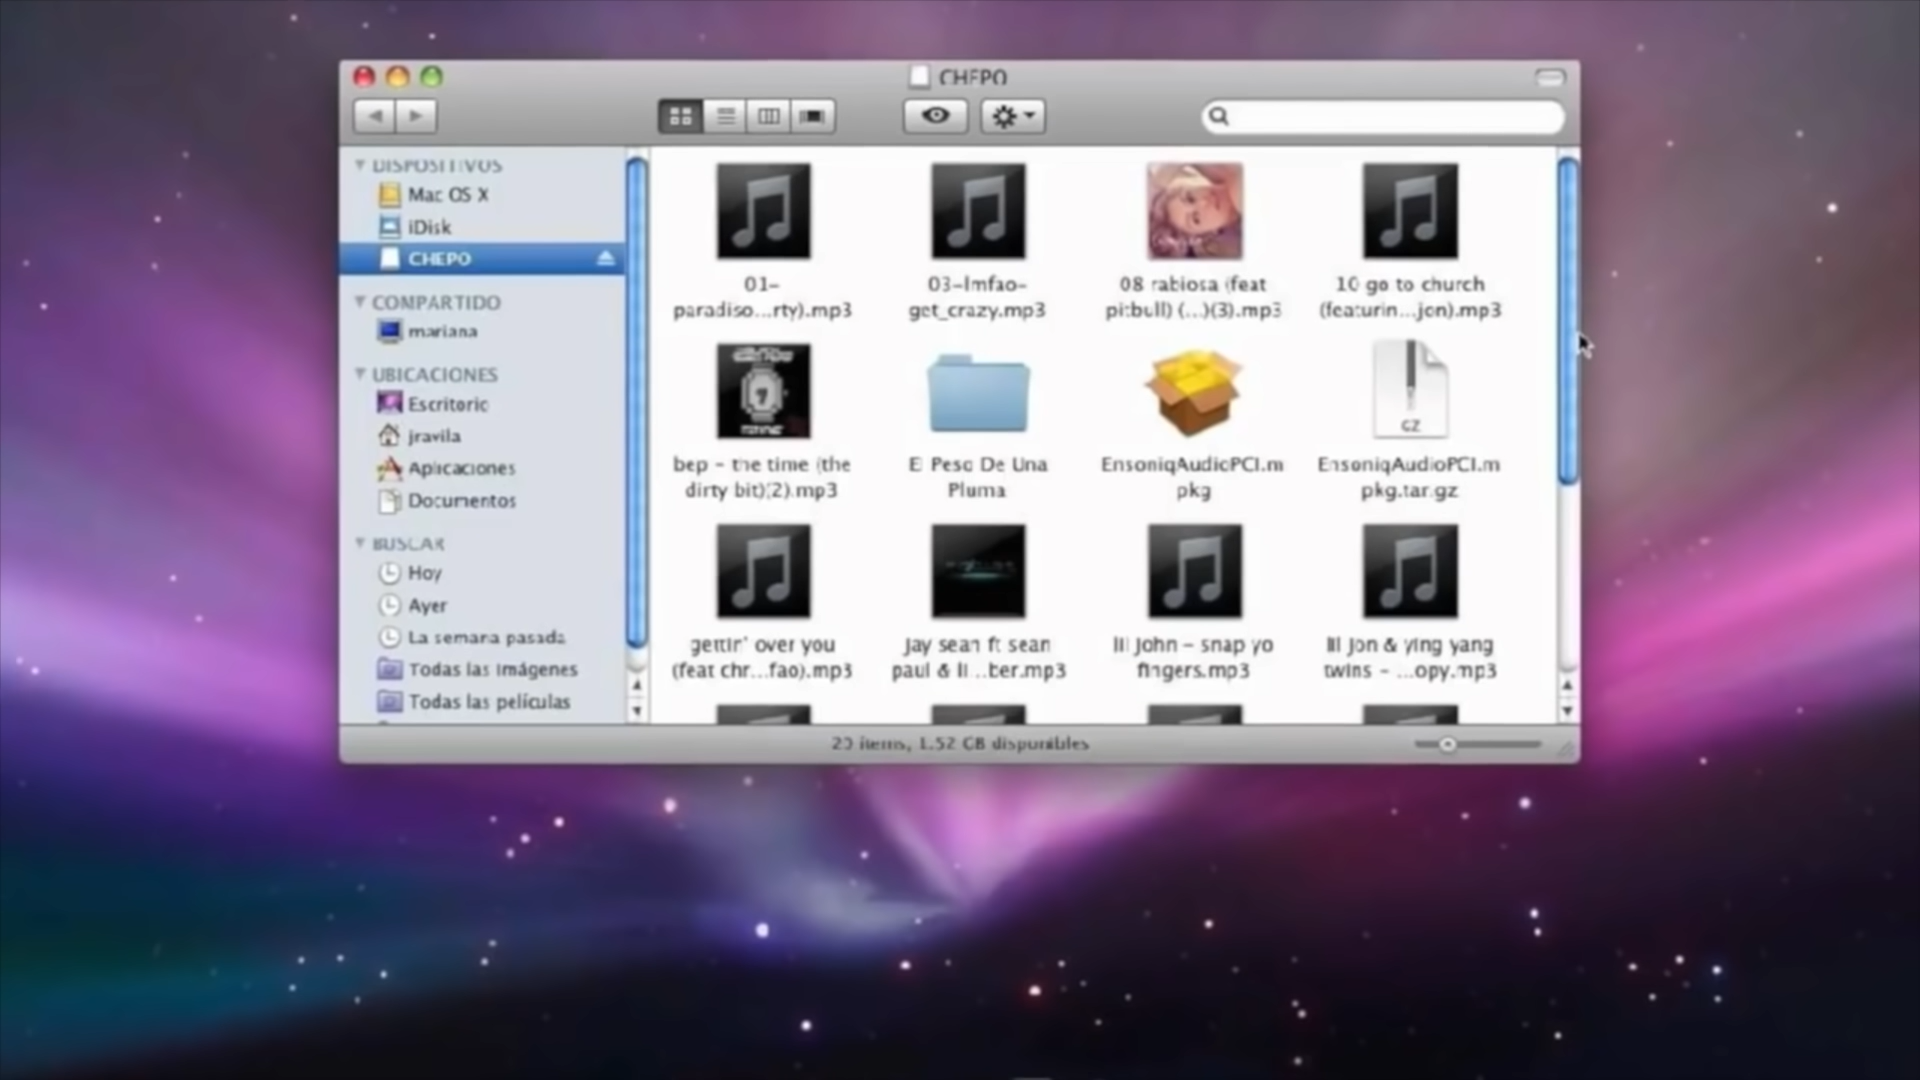 CHEPO
DISPOSITIVOS
Mac OS X
iDisk
CHEPO
COMPARTIDO
mariana
UBICACIONES
Escritorio
jravila
Aplicaciones
Documentos
BUSCAR
Hoy
Ayer
La semana pasada
Todas las imágenes
Todas las películas
01-
paradiso...rty).mp3
03-lmfao-
get_crazy.mp3
08 rabiosa (feat
pitbull) (...)(3).mp3
10 go to church
(featurin...jon).mp3
bep - the time (the
dirty bit)(2).mp3
El Peso De Una
Pluma
EnsoniqAudioPCI.m
pkg
GZ
EnsoniqAudioPCI.m
pkg.tar.gz
gettin' over you
(feat chr...fao).mp3
jay sean ft sean
paul & li...ber.mp3
lil John - snap yo
fingers.mp3
lil jon & ying yang
twins - ...opy.mp3
items, 1.52 GB disponibles